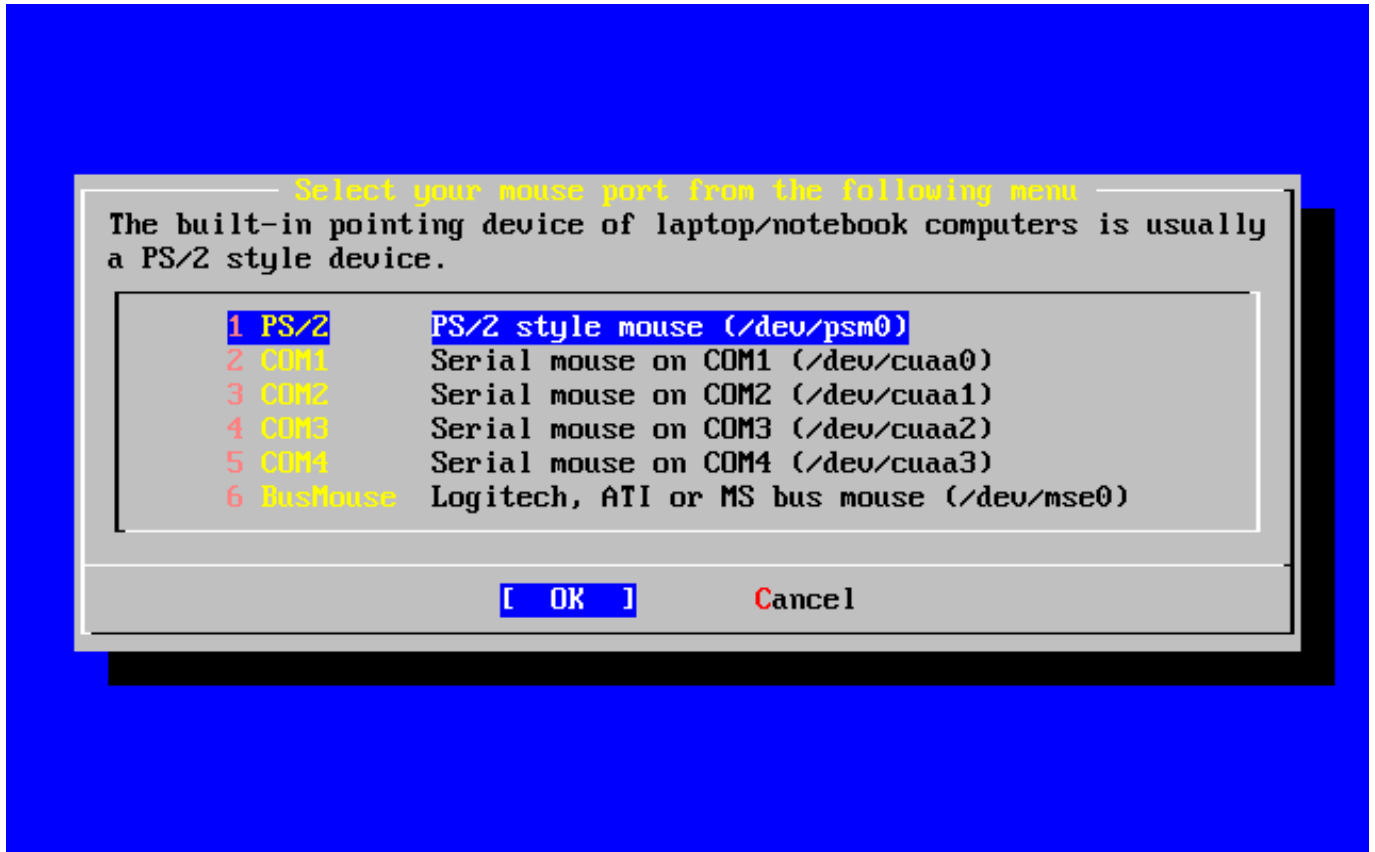 Select your mouse port from the following menu
The built-in pointing device of laptop/notebook computers is usually
a PS/2 style device.
1 PS/2 PS/2 style mouse (/dev/psm0)
2 COM1 Serial mouse on COM1 (/dev/cuaa0)
3 COM2 Serial mouse on COM2 (/dev/cuaa1)
4 COM3 Serial mouse on COM3 (/dev/cuaa2)
5 COM4 Serial mouse on COM4 (/dev/cuaa3)
6 BusMouse Logitech, ATI or MS bus mouse (/dev/mse0)
[ OK ] Cancel